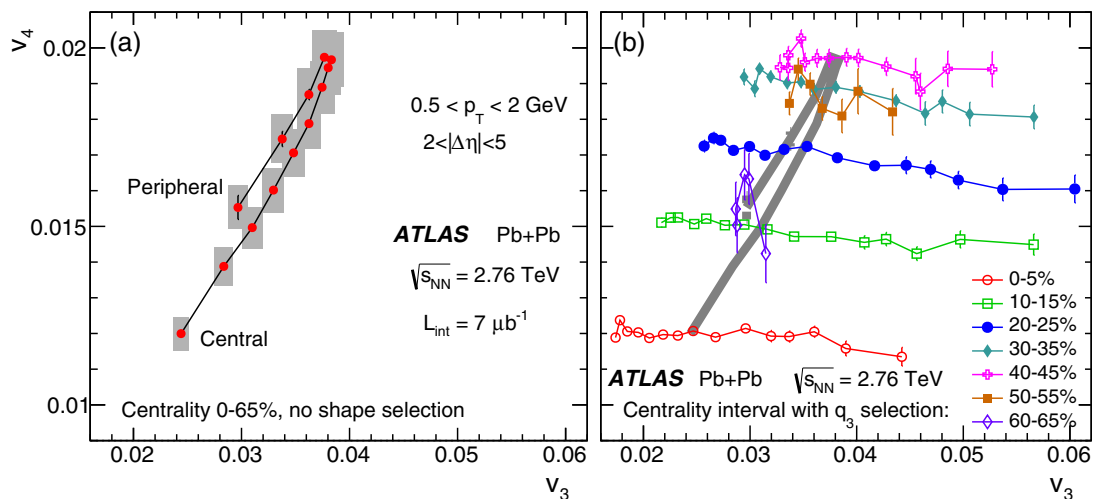 v₄
(a)
0.02
0.015
0.01
0.5 < p_T < 2 GeV
2<|Δη|<5
Peripheral
ATLAS Pb+Pb
√s_NN = 2.76 TeV
L_int = 7 μb⁻¹
Central
Centrality 0-65%, no shape selection
0.02 0.03 0.04 0.05 0.06
v₃
(b)
0-5%
10-15%
20-25%
30-35%
40-45%
50-55%
60-65%
ATLAS Pb+Pb √s_NN = 2.76 TeV
Centrality interval with q₃ selection:
0.02 0.03 0.04 0.05 0.06
v₃